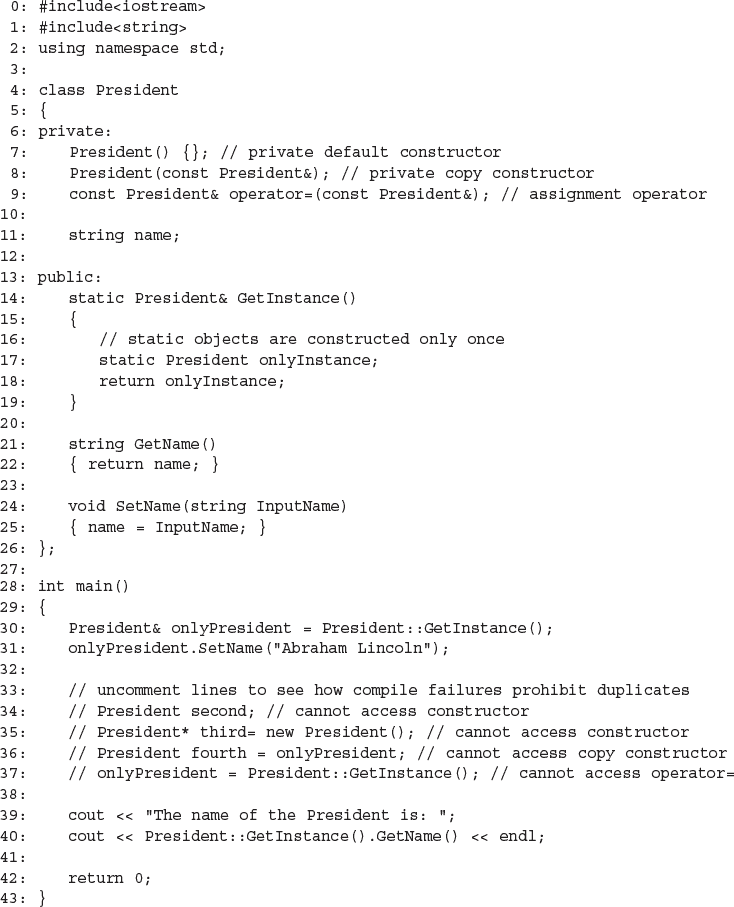 0: #include<iostream>
1: #include<string>
2: using namespace std;
3:
4: class President
5: {
6: private:
7:    President() {}; // private default constructor
8:    President(const President&); // private copy constructor
9:    const President& operator=(const President&); // assignment operator
10:
11:    string name;
12:
13: public:
14:    static President& GetInstance()
15:    {
16:       // static objects are constructed only once
17:       static President onlyInstance;
18:       return onlyInstance;
19:    }
20:
21:    string GetName()
22:    { return name; }
23:
24:    void SetName(string InputName)
25:    { name = InputName; }
26: };
27:
28: int main()
29: {
30:    President& onlyPresident = President::GetInstance();
31:    onlyPresident.SetName("Abraham Lincoln");
32:
33:    // uncomment lines to see how compile failures prohibit duplicates
34:    // President second; // cannot access constructor
35:    // President* third= new President(); // cannot access constructor
36:    // President fourth = onlyPresident; // cannot access copy constructor
37:    // onlyPresident = President::GetInstance(); // cannot access operator=
38:
39:    cout << "The name of the President is: ";
40:    cout << President::GetInstance().GetName() << endl;
41:
42:    return 0;
43: }